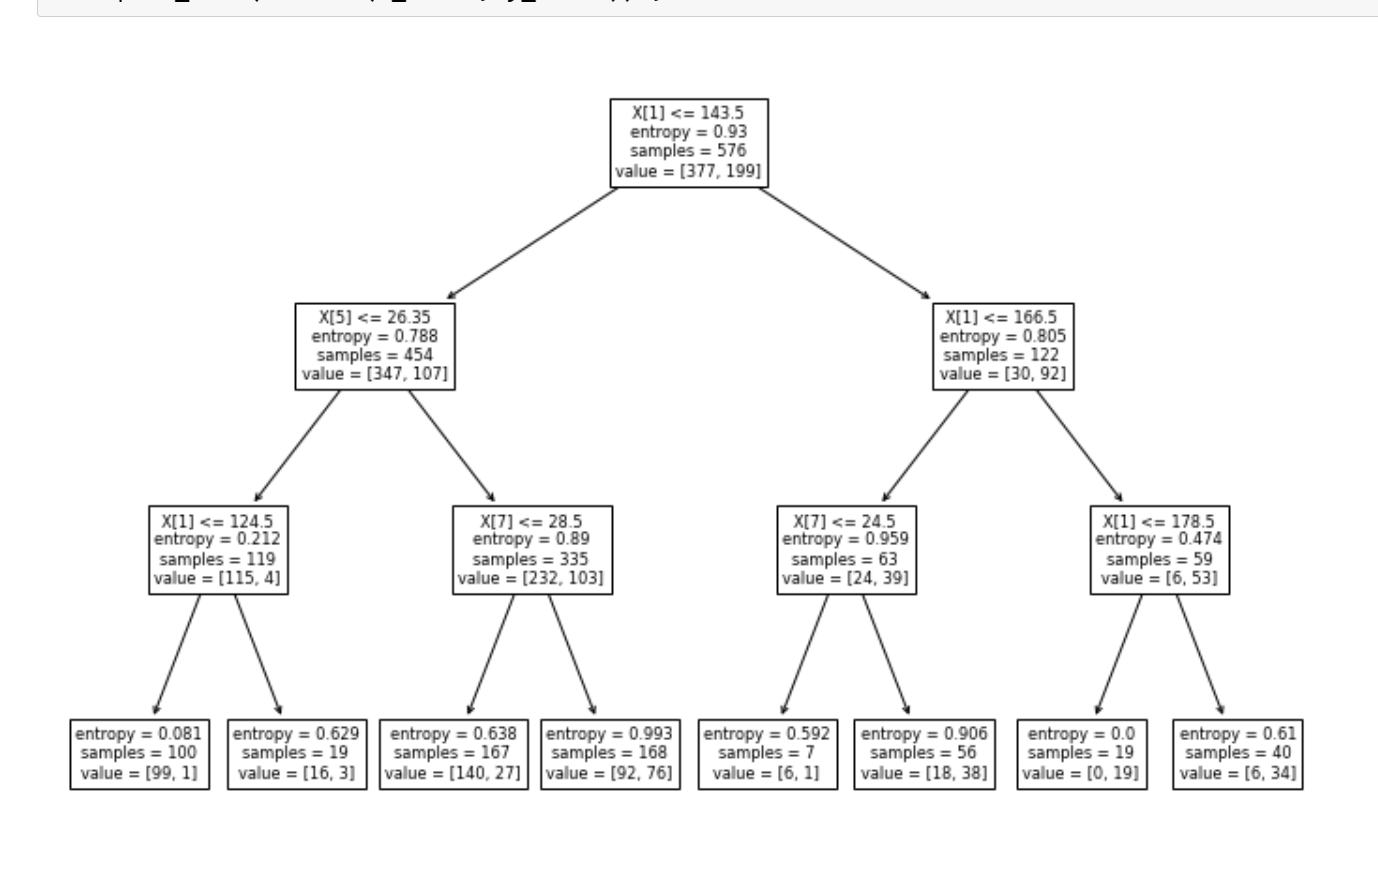 X[1] <= 143.5
entropy = 0.93
samples = 576
value = [377, 199]
X[5] <= 26.35
entropy = 0.788
samples = 454
value = [347, 107]
X[1] <= 166.5
entropy = 0.805
samples = 122
value = [30, 92]
X[1] <= 124.5
entropy = 0.212
samples = 119
value = [115, 4]
X[7] <= 28.5
entropy = 0.89
samples = 335
value = [232, 103]
X[7] <= 24.5
entropy = 0.959
samples = 63
value = [24, 39]
X[1] <= 178.5
entropy = 0.474
samples = 59
value = [6, 53]
entropy = 0.081
samples = 100
value = [99, 1]
entropy = 0.629
samples = 19
value = [16, 3]
entropy = 0.638
samples = 167
value = [140, 27]
entropy = 0.993
samples = 168
value = [92, 76]
entropy = 0.592
samples = 7
value = [6, 1]
entropy = 0.906
samples = 56
value = [18, 38]
entropy = 0.0
samples = 19
value = [0, 19]
entropy = 0.61
samples = 40
value = [6, 34]